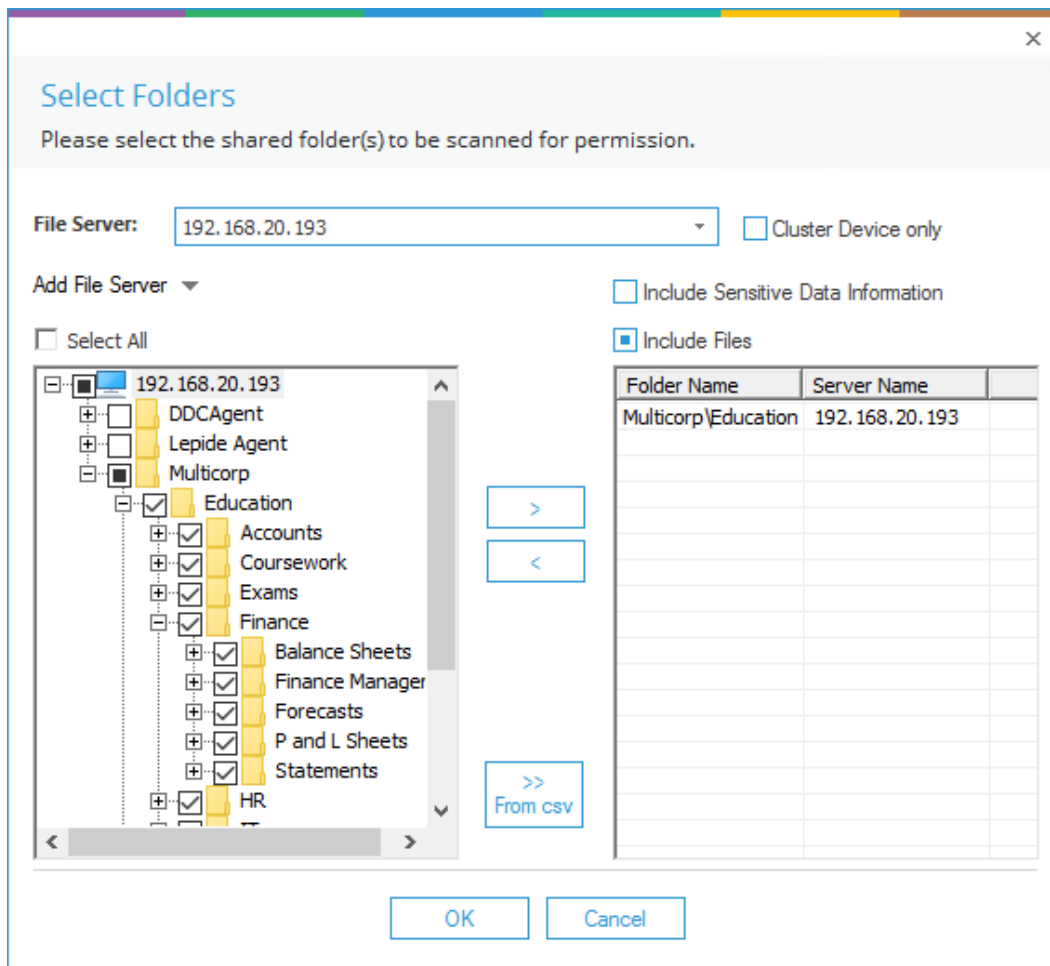 Select Folders
Please select the shared folder(s) to be scanned for permission.
File Server: 192.168.20.193 Cluster Device only
Add File Server
Include Sensitive Data Information
Select All
Include Files
192.168.20.193
DDCAgent
Lepide Agent
Multicorp
Education
Accounts
Coursework
Exams
Finance
Balance Sheets
Finance Manager
Forecasts
P and L Sheets
Statements
HR
>
<
>>
From csv
Folder Name Server Name
Multicorp\Education 192.168.20.193
OK Cancel